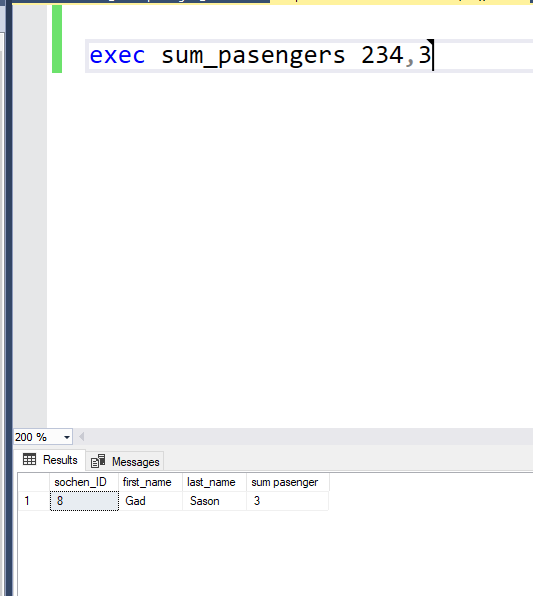 exec sum_pasengers 234,3
200 %
Results Messages
sochen_ID first_name last_name sum pasenger
1 8 Gad Sason 3